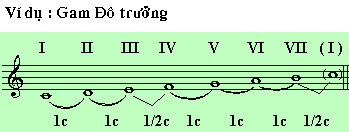 Ví dụ : Gam Đô trưởng
I II III IV V VI VII ( I )
1c 1c 1/2c 1c 1c 1c 1/2c